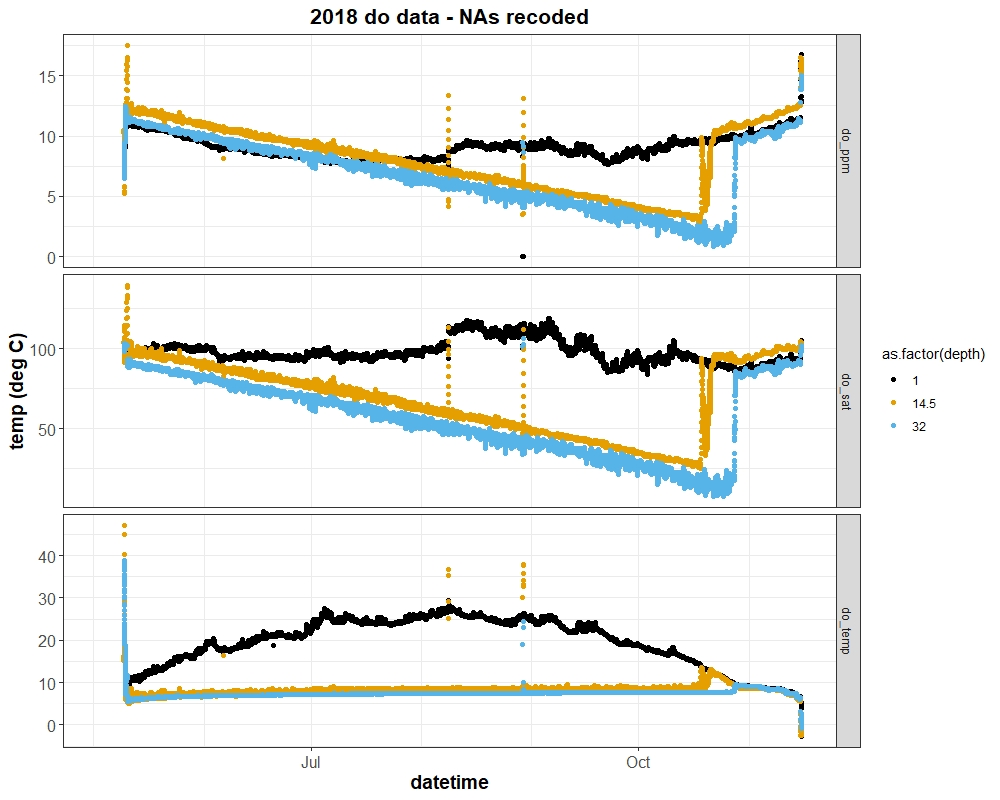 2018 do data - NAs recoded
15
10
5
0
do_ppm
100
50
do_sat
40
30
20
10
0
do_temp
temp (deg C)
Jul
Oct
datetime
as.factor(depth)
1
14.5
32